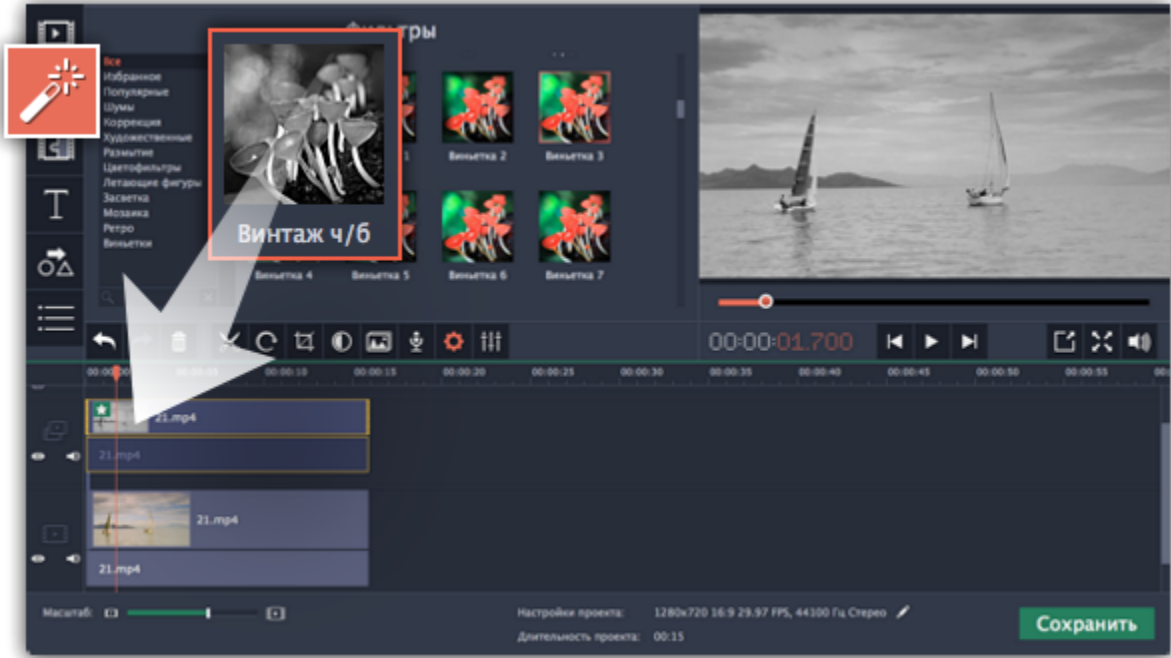 Фильтры
Все
Избранное
Популярные
Шумы
Коррекция
Художественные
Размытие
Цветофильтры
Летающие фигуры
Засветка
Мозаика
Ретро
Виньетки
Винтаж ч/б
1
Виньетка 2
Виньетка 3
Виньетка 4
Виньетка 5
Виньетка 6
Виньетка 7
00:00:01.700
00:00:10
00:00:15
00:00:20
00:00:25
00:00:30
00:00:35
00:00:40
00:00:45
00:00:50
00:00:55
21.mp4
21.mp4
21.mp4
21.mp4
Масштаб:
Настройки проекта: 1280x720 16:9 29.97 FPS, 44100 Гц Стерео
Длительность проекта: 00:15
Сохранить